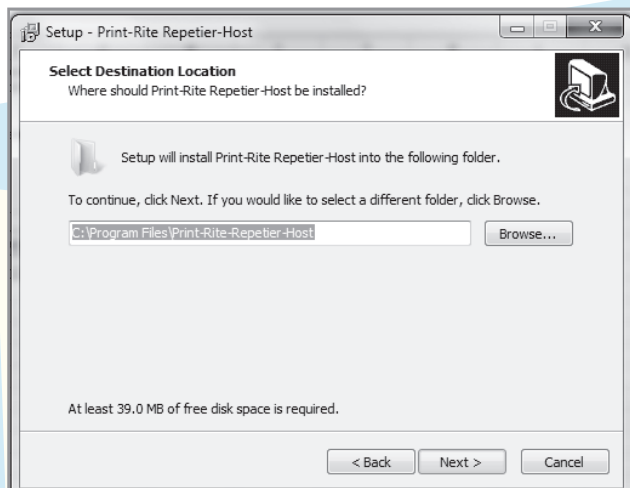 Setup - Print-Rite Repetier-Host
Select Destination Location
Where should Print-Rite Repetier-Host be installed?
Setup will install Print-Rite Repetier-Host into the following folder.
To continue, click Next. If you would like to select a different folder, click Browse.
C:\Program Files\Print-Rite-Repetier-Host
Browse...
At least 39.0 MB of free disk space is required.
< Back
Next >
Cancel